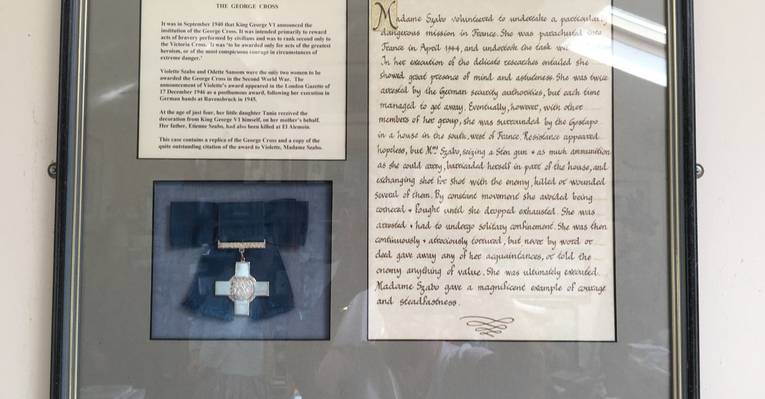 THE GEORGE CROSS
It was in September 1940 that King George VI announced the
institution of the George Cross. It was intended primarily to reward
acts of bravery performed by civilians and was to rank second only to
the Victoria Cross. It was 'to be awarded only for acts of the greatest
heroism, or of the most conspicuous courage in circumstances of
extreme danger.'
Violette Szabo and Odette Sansom were the only two women to be
awarded the George Cross in the Second World War. The
announcement of Violette's award appeared in the London Gazette of
17 December 1946 as a posthumous award, following her execution in
German hands at Ravensbruck in 1945.
At the age of just four, her little daughter Tania received the
decoration from King George VI himself, on her mother's behalf.
Her father, Etienne Szabo, had also been killed at El Alamein.
This case contains a replica of the George Cross and a copy of the
quite outstanding citation of the award to Violette, Madame Szabo.
Madame Szabo volunteered to undertake a particularly
dangerous mission in France. She was parachuted into
France in April 1944, and undertook the task
In her execution of the delicate researches entailed she
showed great presence of mind and astuteness. She was twice
arrested by the German security authorities, but each time
managed to get away. Eventually, however, with other
members of her group, she was surrounded by the Gestapo
in a house in the south west of France. Resistance appeared
hopeless, but Mme Szabo, seizing a Sten gun & as much ammunition
as she could carry, barricaded herself in part of the house, and
exchanging shot for shot with the enemy, killed or wounded
several of them. By constant movement she avoided being
cornered & fought until she dropped exhausted. She was
arrested & had to undergo solitary confinement. She was then
continuously & atrociously tortured, but never by word or
deed gave away any of her acquaintances, or told the
enemy anything of value. She was ultimately executed.
Madame Szabo gave a magnificent example of courage
and steadfastness.